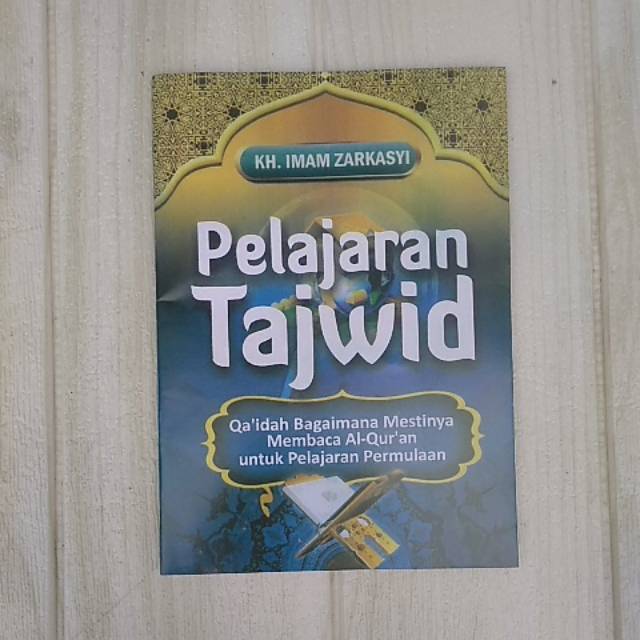 KH. IMAM ZARKASYI
Pelajaran
Tajwid
Qa'idah Bagaimana Mestinya
Membaca Al-Qur'an
untuk Pelajaran Permulaan